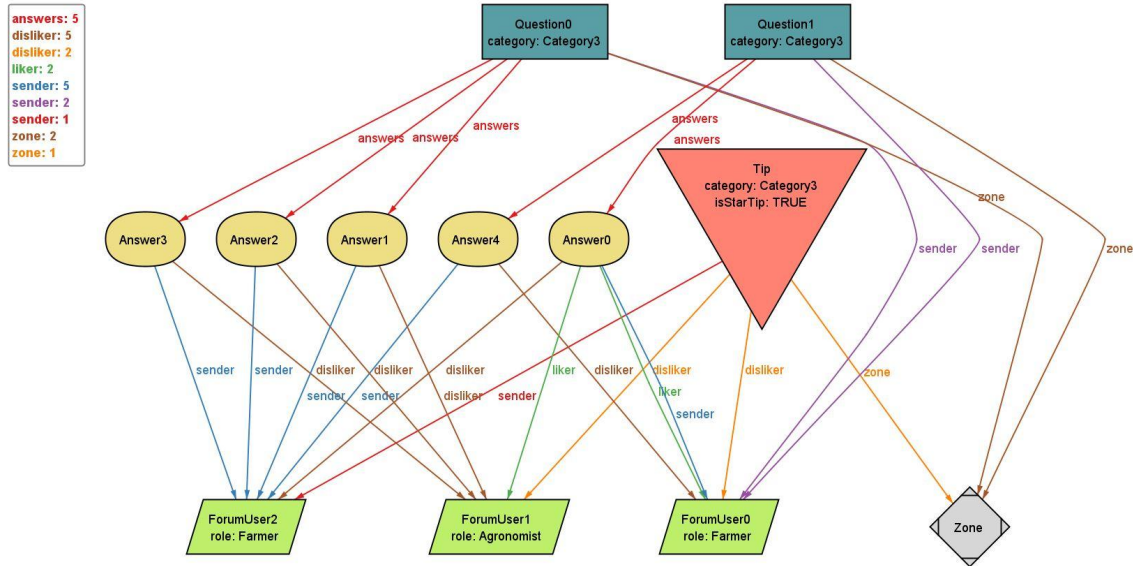 answers: 5
disliker: 5
disliker: 2
liker: 2
sender: 5
sender: 2
sender: 1
zone: 2
zone: 1
Question0
category: Category3
Question1
category: Category3
answers
answers
answers
answers
answers
Tip
category: Category3
isStarTip: TRUE
zone
Answer3
Answer2
Answer1
Answer4
Answer0
sender
sender
zone
sender
sender
disliker
disliker
disliker
liker
disliker
disliker
disliker
zone
sender
sender
disliker
sender
liker
sender
ForumUser2
role: Farmer
ForumUser1
role: Agronomist
ForumUser0
role: Farmer
Zone